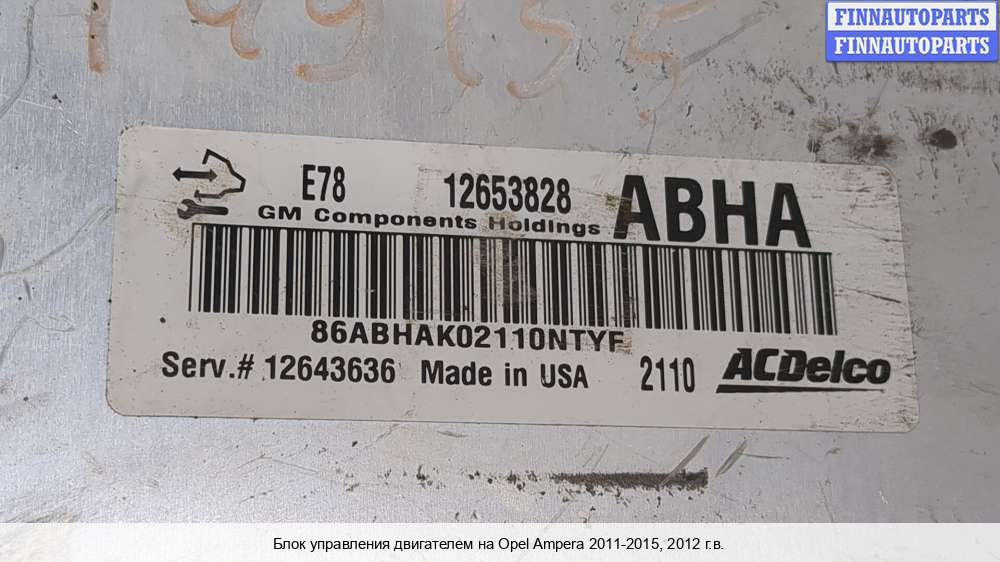 FINNAUTOPARTS
FINNAUTOPARTS
E78 12653828 ABHA
GM Components Holdings
86ABHAK02110NTYF
Serv.# 12643636 Made in USA 2110 ACDelco
Блок управления двигателем на Opel Ampera 2011-2015, 2012 г.в.